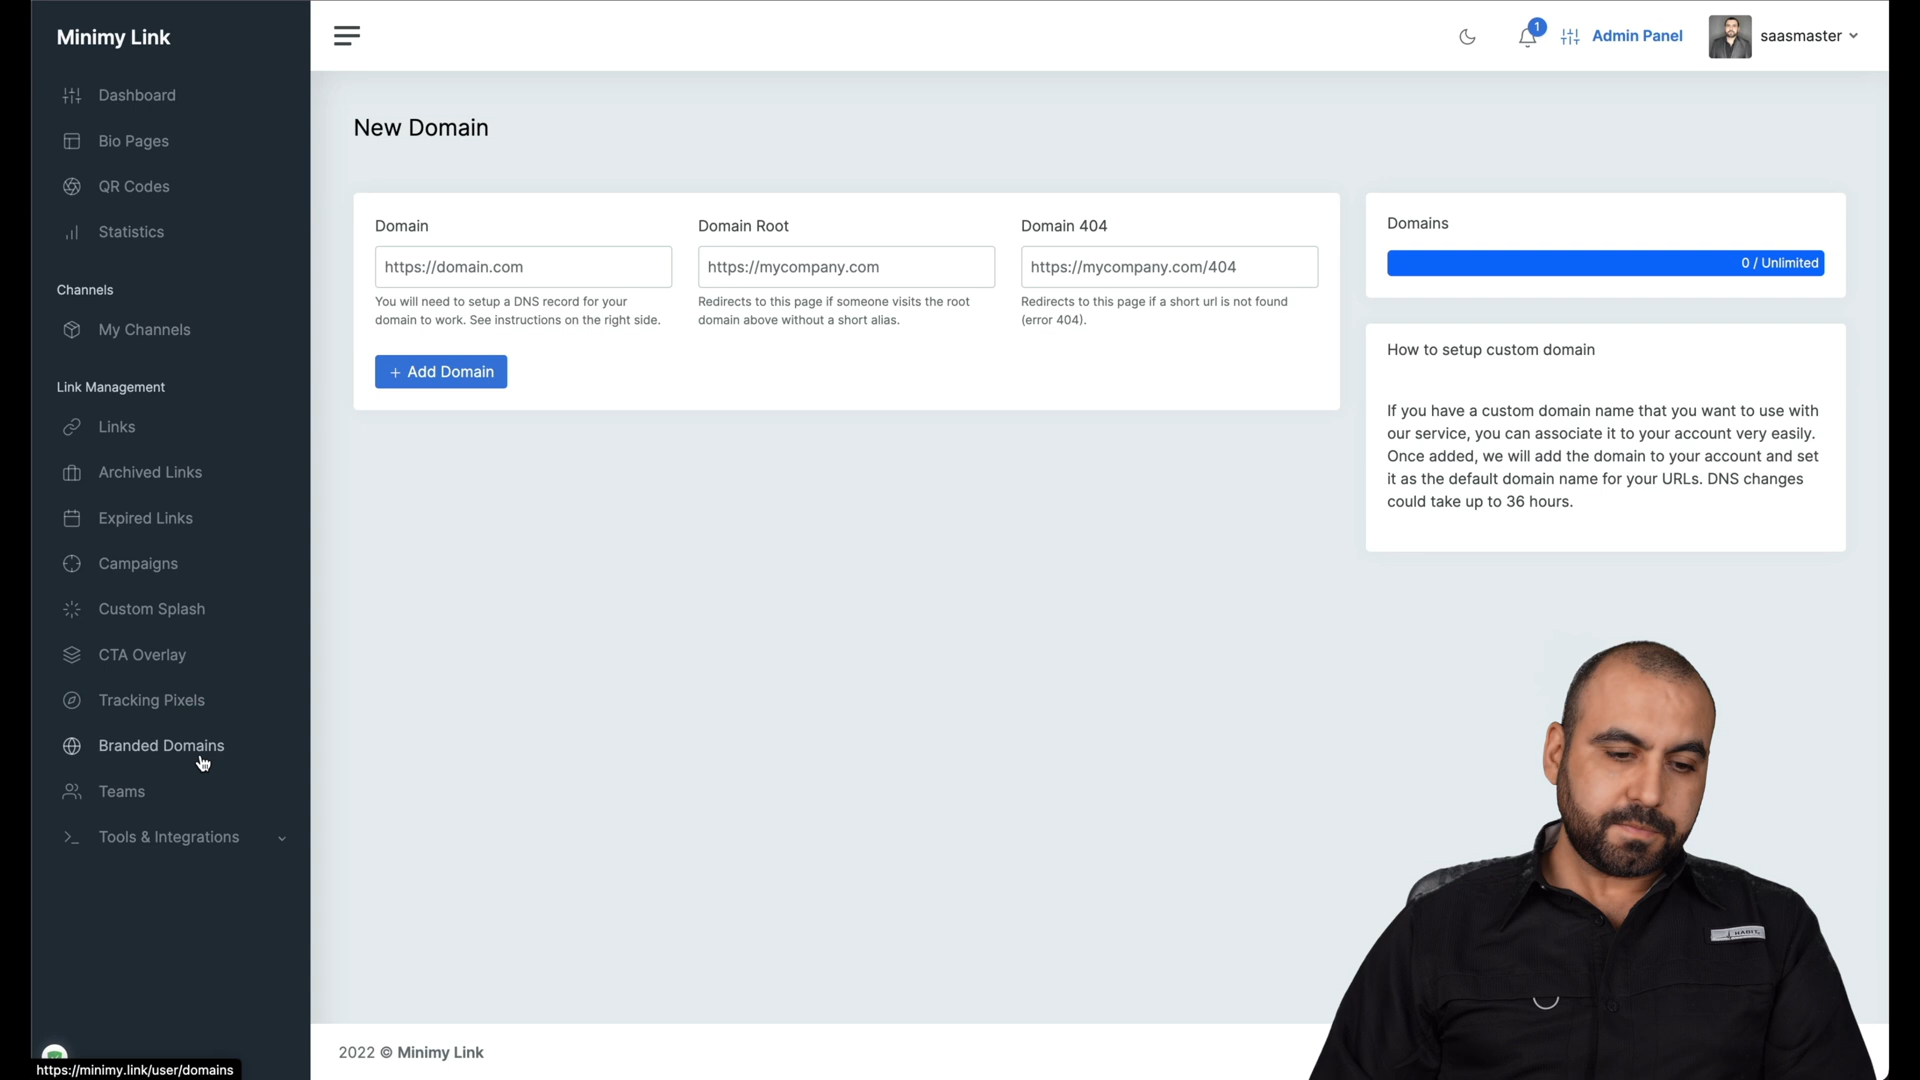 Minimy Link
Dashboard
Bio Pages
QR Codes
Statistics
Channels
My Channels
Link Management
Links
Archived Links
Expired Links
Campaigns
Custom Splash
CTA Overlay
Tracking Pixels
Branded Domains
Teams
Tools & Integrations
https://minimy.link/user/domains
1
Admin Panel
saasmaster
New Domain
Domain
https://domain.com
You will need to setup a DNS record for your
domain to work. See instructions on the right side.
Domain Root
https://mycompany.com
Redirects to this page if someone visits the root
domain above without a short alias.
Domain 404
https://mycompany.com/404
Redirects to this page if a short url is not found
(error 404).
+ Add Domain
Domains
0 / Unlimited
How to setup custom domain
If you have a custom domain name that you want to use with
our service, you can associate it to your account very easily.
Once added, we will add the domain to your account and set
it as the default domain name for your URLs. DNS changes
could take up to 36 hours.
HABIT
2022 © Minimy Link